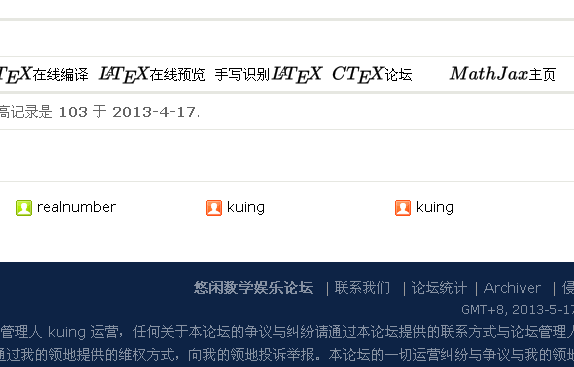 TEX在线编译 LATEX在线预览 手写识别LATEX CTEX论坛 MathJax主页
高记录是 103 于 2013-4-17.
realnumber kuing kuing
悠闲数学娱乐论坛 | 联系我们 | 论坛统计 | Archiver |
GMT+8, 2013-5-17
管理人 kuing 运营，任何关于本论坛的争议与纠纷请通过本论坛提供的联系方式与论坛管理人
通过我的领地提供的维权方式，向我的领地投诉举报。本论坛的一切运营纠纷与争议与我的领地